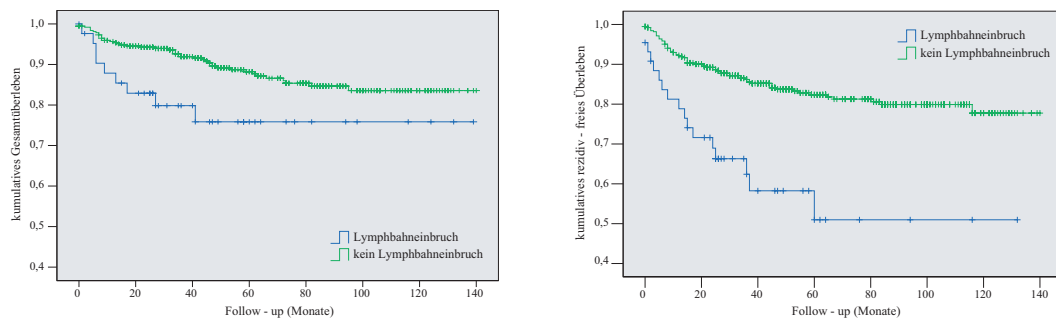 kumulatives Gesamtüberleben
1,0
0,9
0,8
0,7
0,6
0,5
0,4
Lymphbahneinbruch
kein Lymphbahneinbruch
0 20 40 60 80 100 120 140
Follow - up (Monate)
kumulatives rezidiv - freies Überleben
1,0
0,9
0,8
0,7
0,6
0,5
0,4
Lymphbahneinbruch
kein Lymphbahneinbruch
0 20 40 60 80 100 120 140
Follow - up (Monate)